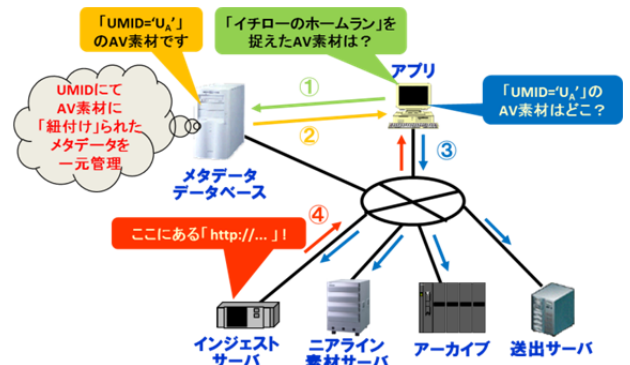 「UMID=‘UA’」
のAV素材です
「イチローのホームラン」を
捉えたAV素材は？
アプリ
UMIDにて
AV素材に
「紐付け」られた
メタデータを
一元管理
①
②
「UMID=‘UA’」の
AV素材はどこ？
メタデータ
データベース
③
④
ここにある「http://…」!
インジェスト
サーバ
ニアライン
素材サーバ
アーカイブ
送出サーバ